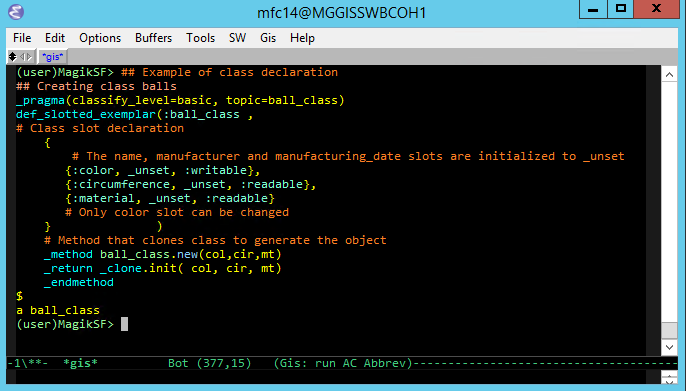 mfc14@MGGISSWBCOH1
File Edit Options Buffers Tools SW Gis Help
*gis*
(user)MagikSF> ## Example of class declaration
## Creating class balls
_pragma(classify_level=basic, topic=ball_class)
def_slotted_exemplar(:ball_class ,
# Class slot declaration
{
# The name, manufacturer and manufacturing_date slots are initialized to _unset
{:color, _unset, :writable},
{:circumference, _unset, :readable},
{:material, _unset, :readable}
# Only color slot can be changed
} )
# Method that clones class to generate the object
_method ball_class.new(col,cir,mt)
_return _clone.init( col, cir, mt)
_endmethod
$
a ball_class
(user)MagikSF>
-1\**- *gis* Bot (377,15) (Gis: run AC Abbrev)----------------------------------------